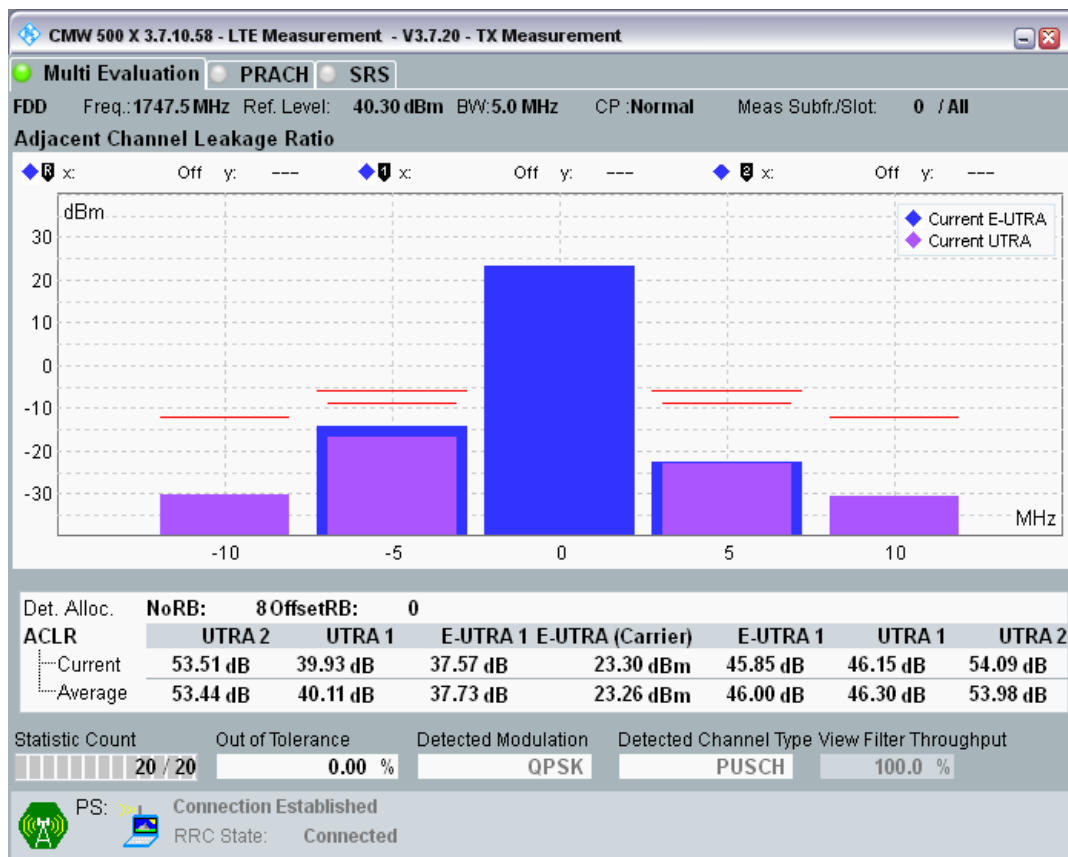 CMW 500 X 3.7.10.58 - LTE Measurement - V3.7.20 - TX Measurement
Multi Evaluation PRACH SRS
FDD Freq.:1747.5 MHz Ref. Level: 40.30 dBm BW:5.0 MHz CP :Normal Meas Subfr./Slot: 0 / All
Adjacent Channel Leakage Ratio
R x: Off y: --- 1 x: Off y: --- 2 x: Off y: ---
dBm
Current E-UTRA
Current UTRA
30
20
10
0
-10
-20
-30
MHz
-10 -5 0 5 10
Det. Alloc. NoRB: 8 OffsetRB: 0
ACLR UTRA 2 UTRA 1 E-UTRA 1 E-UTRA (Carrier) E-UTRA 1 UTRA 1 UTRA 2
Current 53.51 dB 39.93 dB 37.57 dB 23.30 dBm 45.85 dB 46.15 dB 54.09 dB
Average 53.44 dB 40.11 dB 37.73 dB 23.26 dBm 46.00 dB 46.30 dB 53.98 dB
Statistic Count Out of Tolerance Detected Modulation Detected Channel Type View Filter Throughput
20 / 20 0.00 % QPSK PUSCH 100.0 %
PS: Connection Established
RRC State: Connected